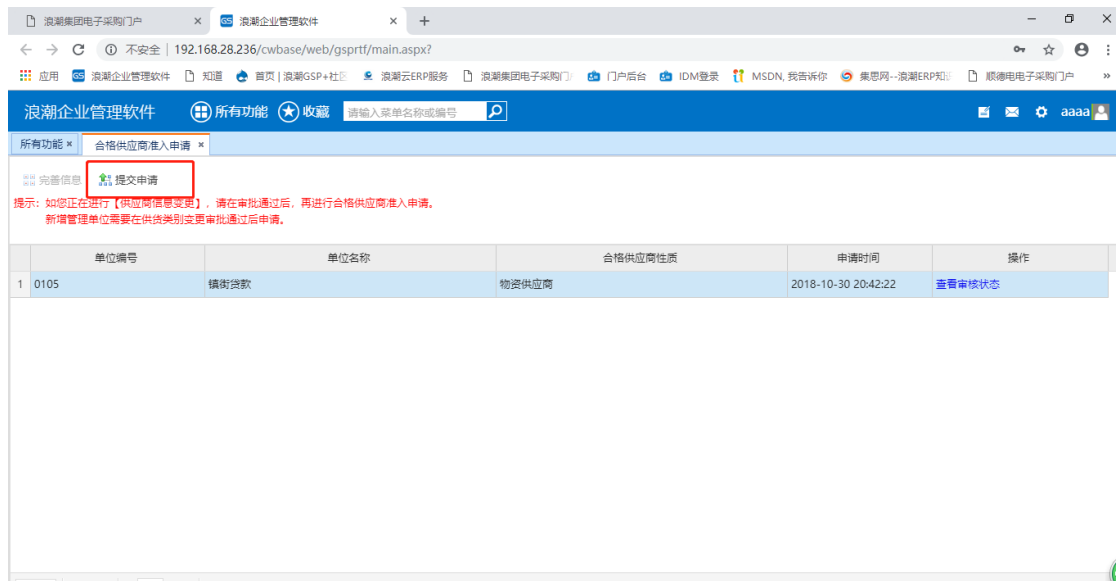 浪潮集团电子采购门户
浪潮企业管理软件
不安全 | 192.168.28.236/cwbase/web/gsprtf/main.aspx?
应用 浪潮企业管理软件 知道 首页 | 浪潮GSP+社 浪潮云ERP服务 浪潮集团电子采购门 门户后台 IDM登录 MSDN, 我告诉你 集思网--浪潮ERP知 顺德电电子采购门户 »
浪潮企业管理软件 所有功能 收藏 请输入菜单名称或编号 aaaa
所有功能 × 合格供应商准入申请 ×
完善信息 提交申请
提示：如您正在进行【供应商信息变更】，请在审批通过后，再进行合格供应商准入申请。
新增管理单位需要在供货类别变更审批通过后申请。
单位编号 单位名称 合格供应商性质 申请时间 操作
1 0105 镇街贷款 物资供应商 2018-10-30 20:42:22 查看审核状态